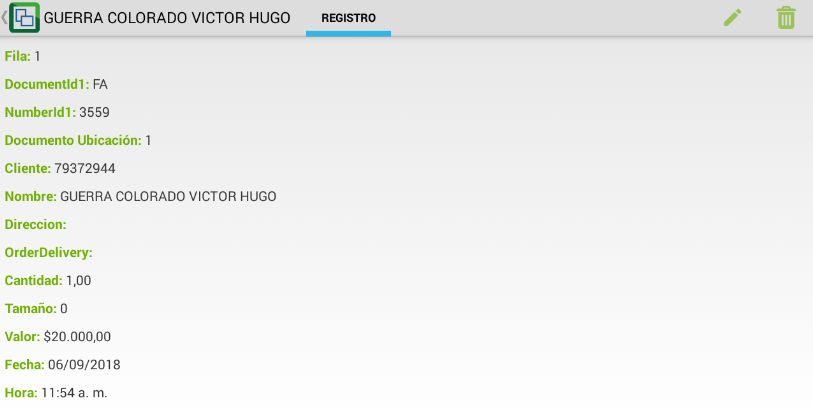 GUERRA COLORADO VICTOR HUGO REGISTRO
Fila: 1
DocumentId1: FA
NumberId1: 3559
Documento Ubicación: 1
Cliente: 79372944
Nombre: GUERRA COLORADO VICTOR HUGO
Direccion:
OrderDelivery:
Cantidad: 1,00
Tamaño: 0
Valor: $20.000,00
Fecha: 06/09/2018
Hora: 11:54 a. m.